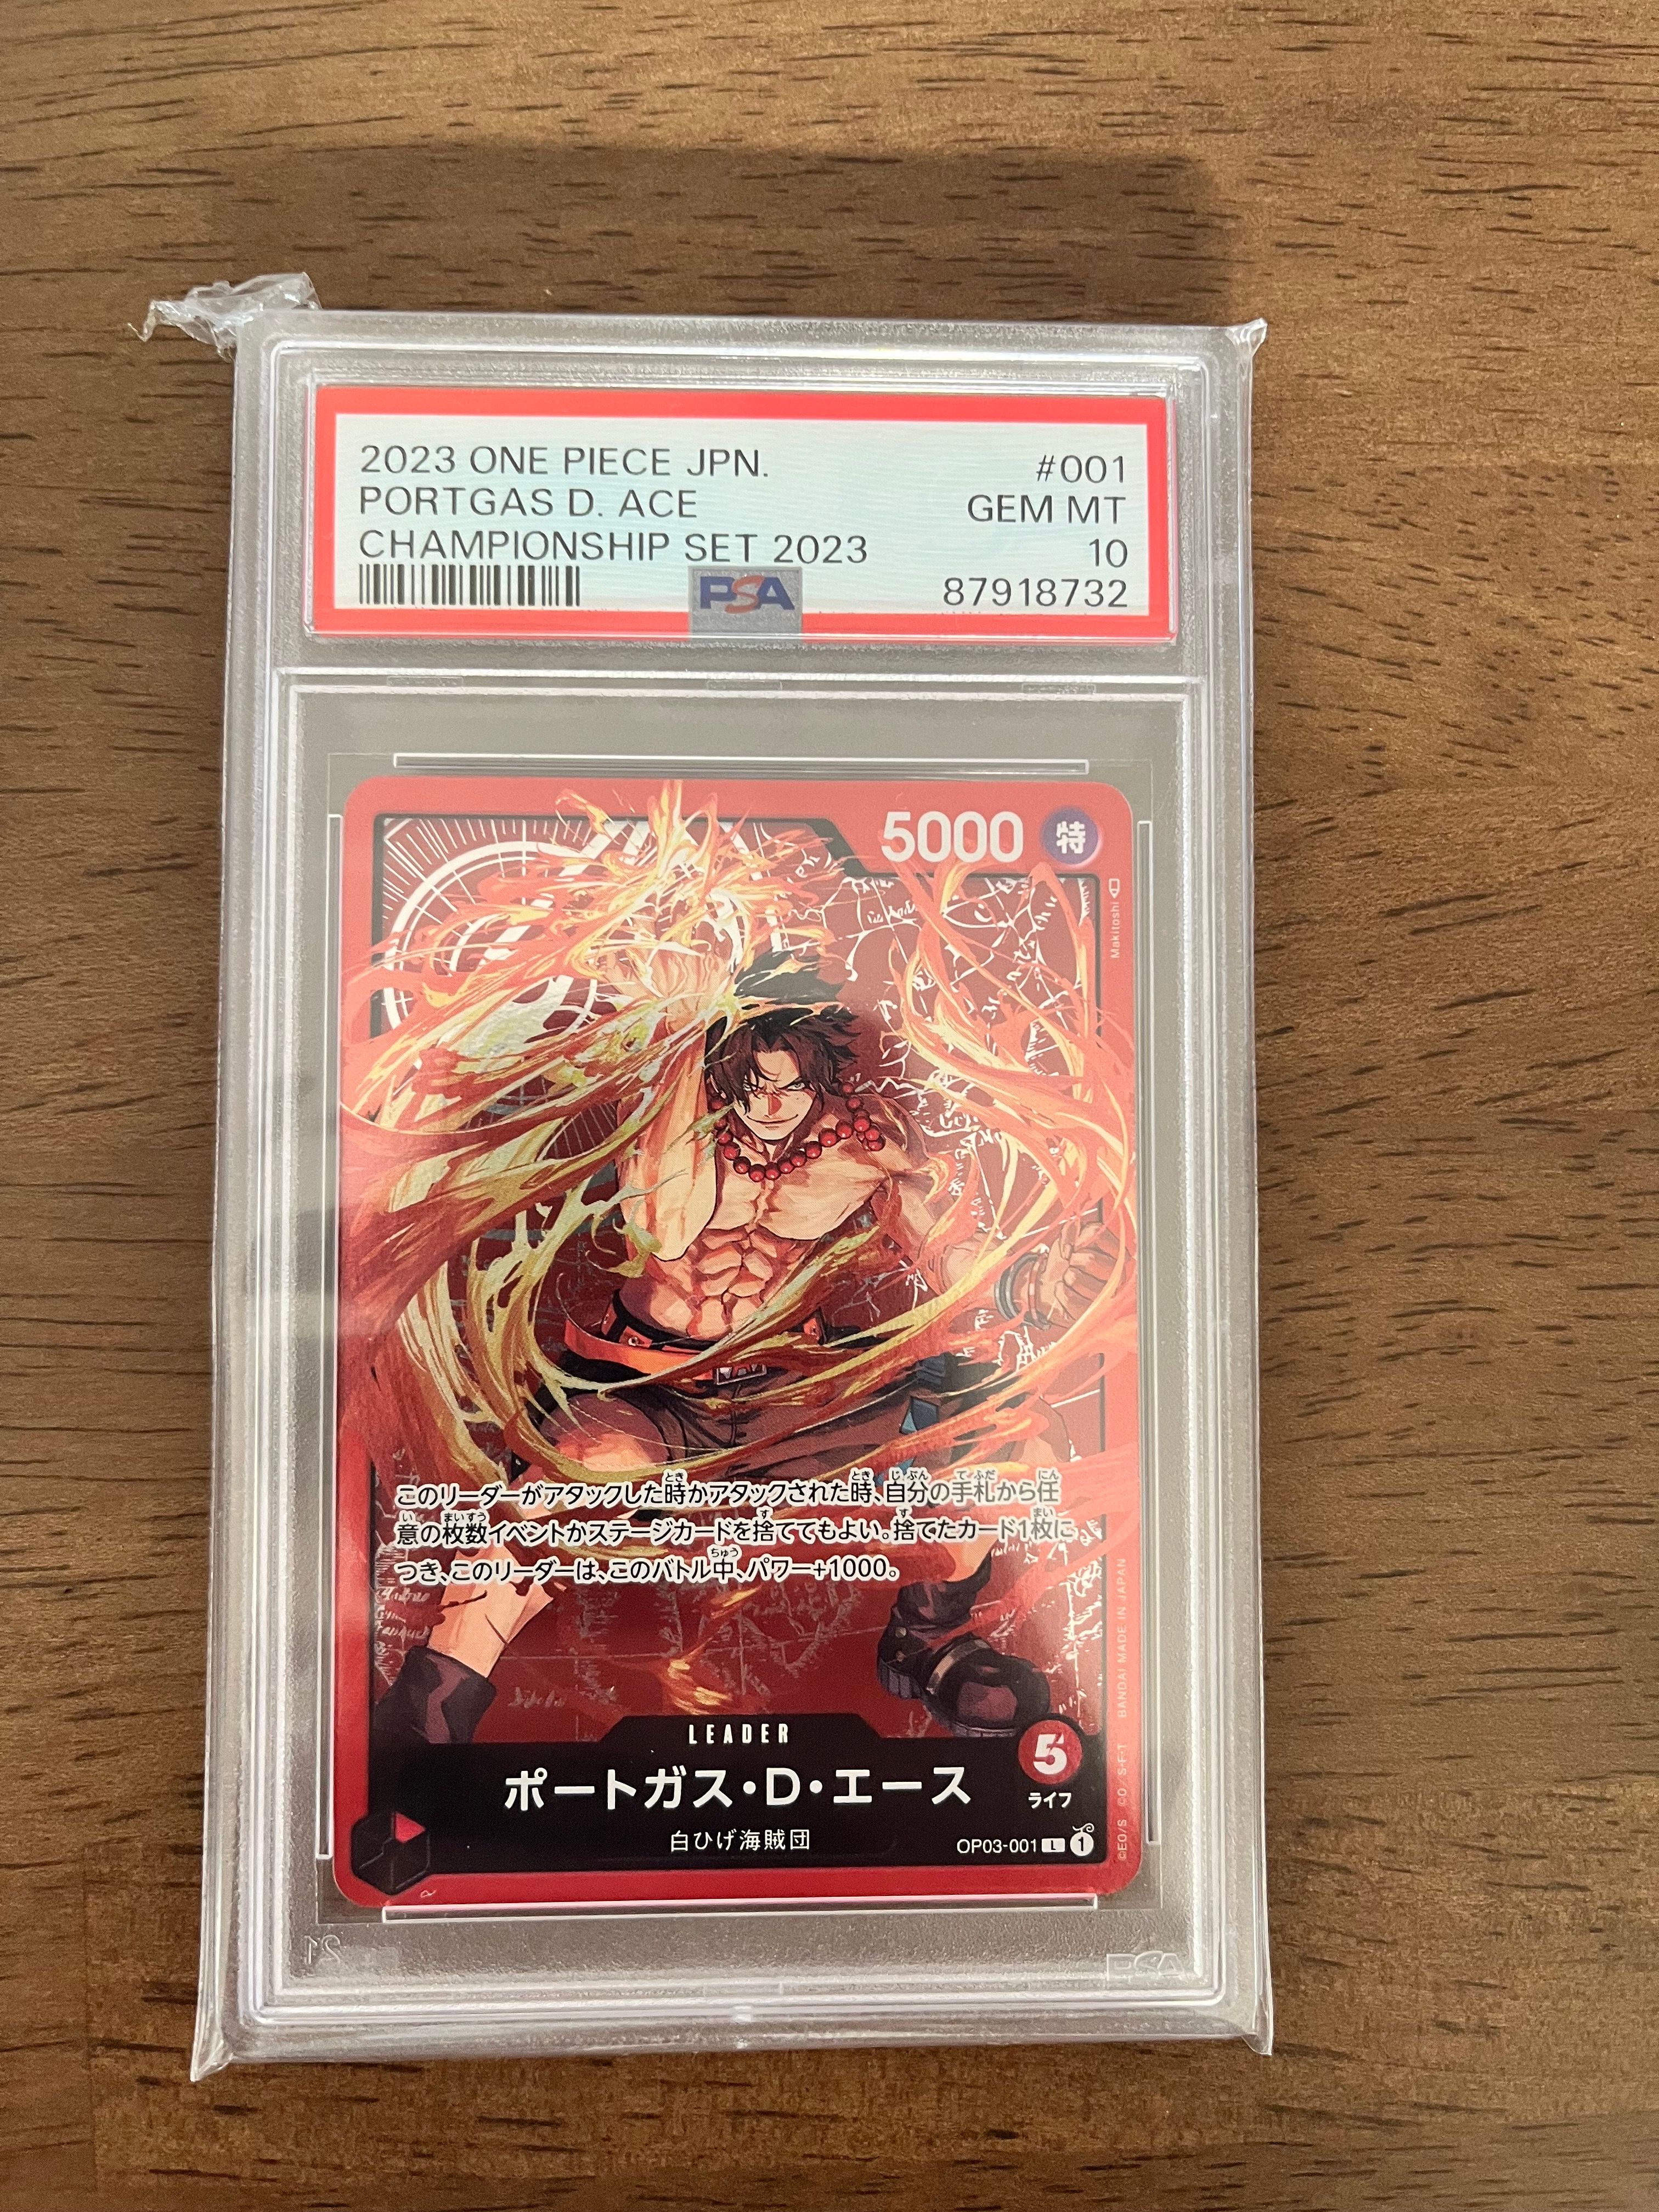 2023 ONE PIECE JPN. #001
PORTGAS D. ACE GEM MT
CHAMPIONSHIP SET 2023 10
PSA 87918732
5000 特
Makitoshi
このリーダーがアタックした時かアタックされた時、自分の手札から任
意の枚数イベントかステージカードを捨ててもよい。捨てたカード1枚に
つき、このリーダーは、このバトル中、パワー+1000。
LEADER
5
ポートガス・D・エース
ライフ
白ひげ海賊団
OP03-001 L 1
©EO/S ©O/S・F・T BANDAI MADE IN JAPAN
PSA